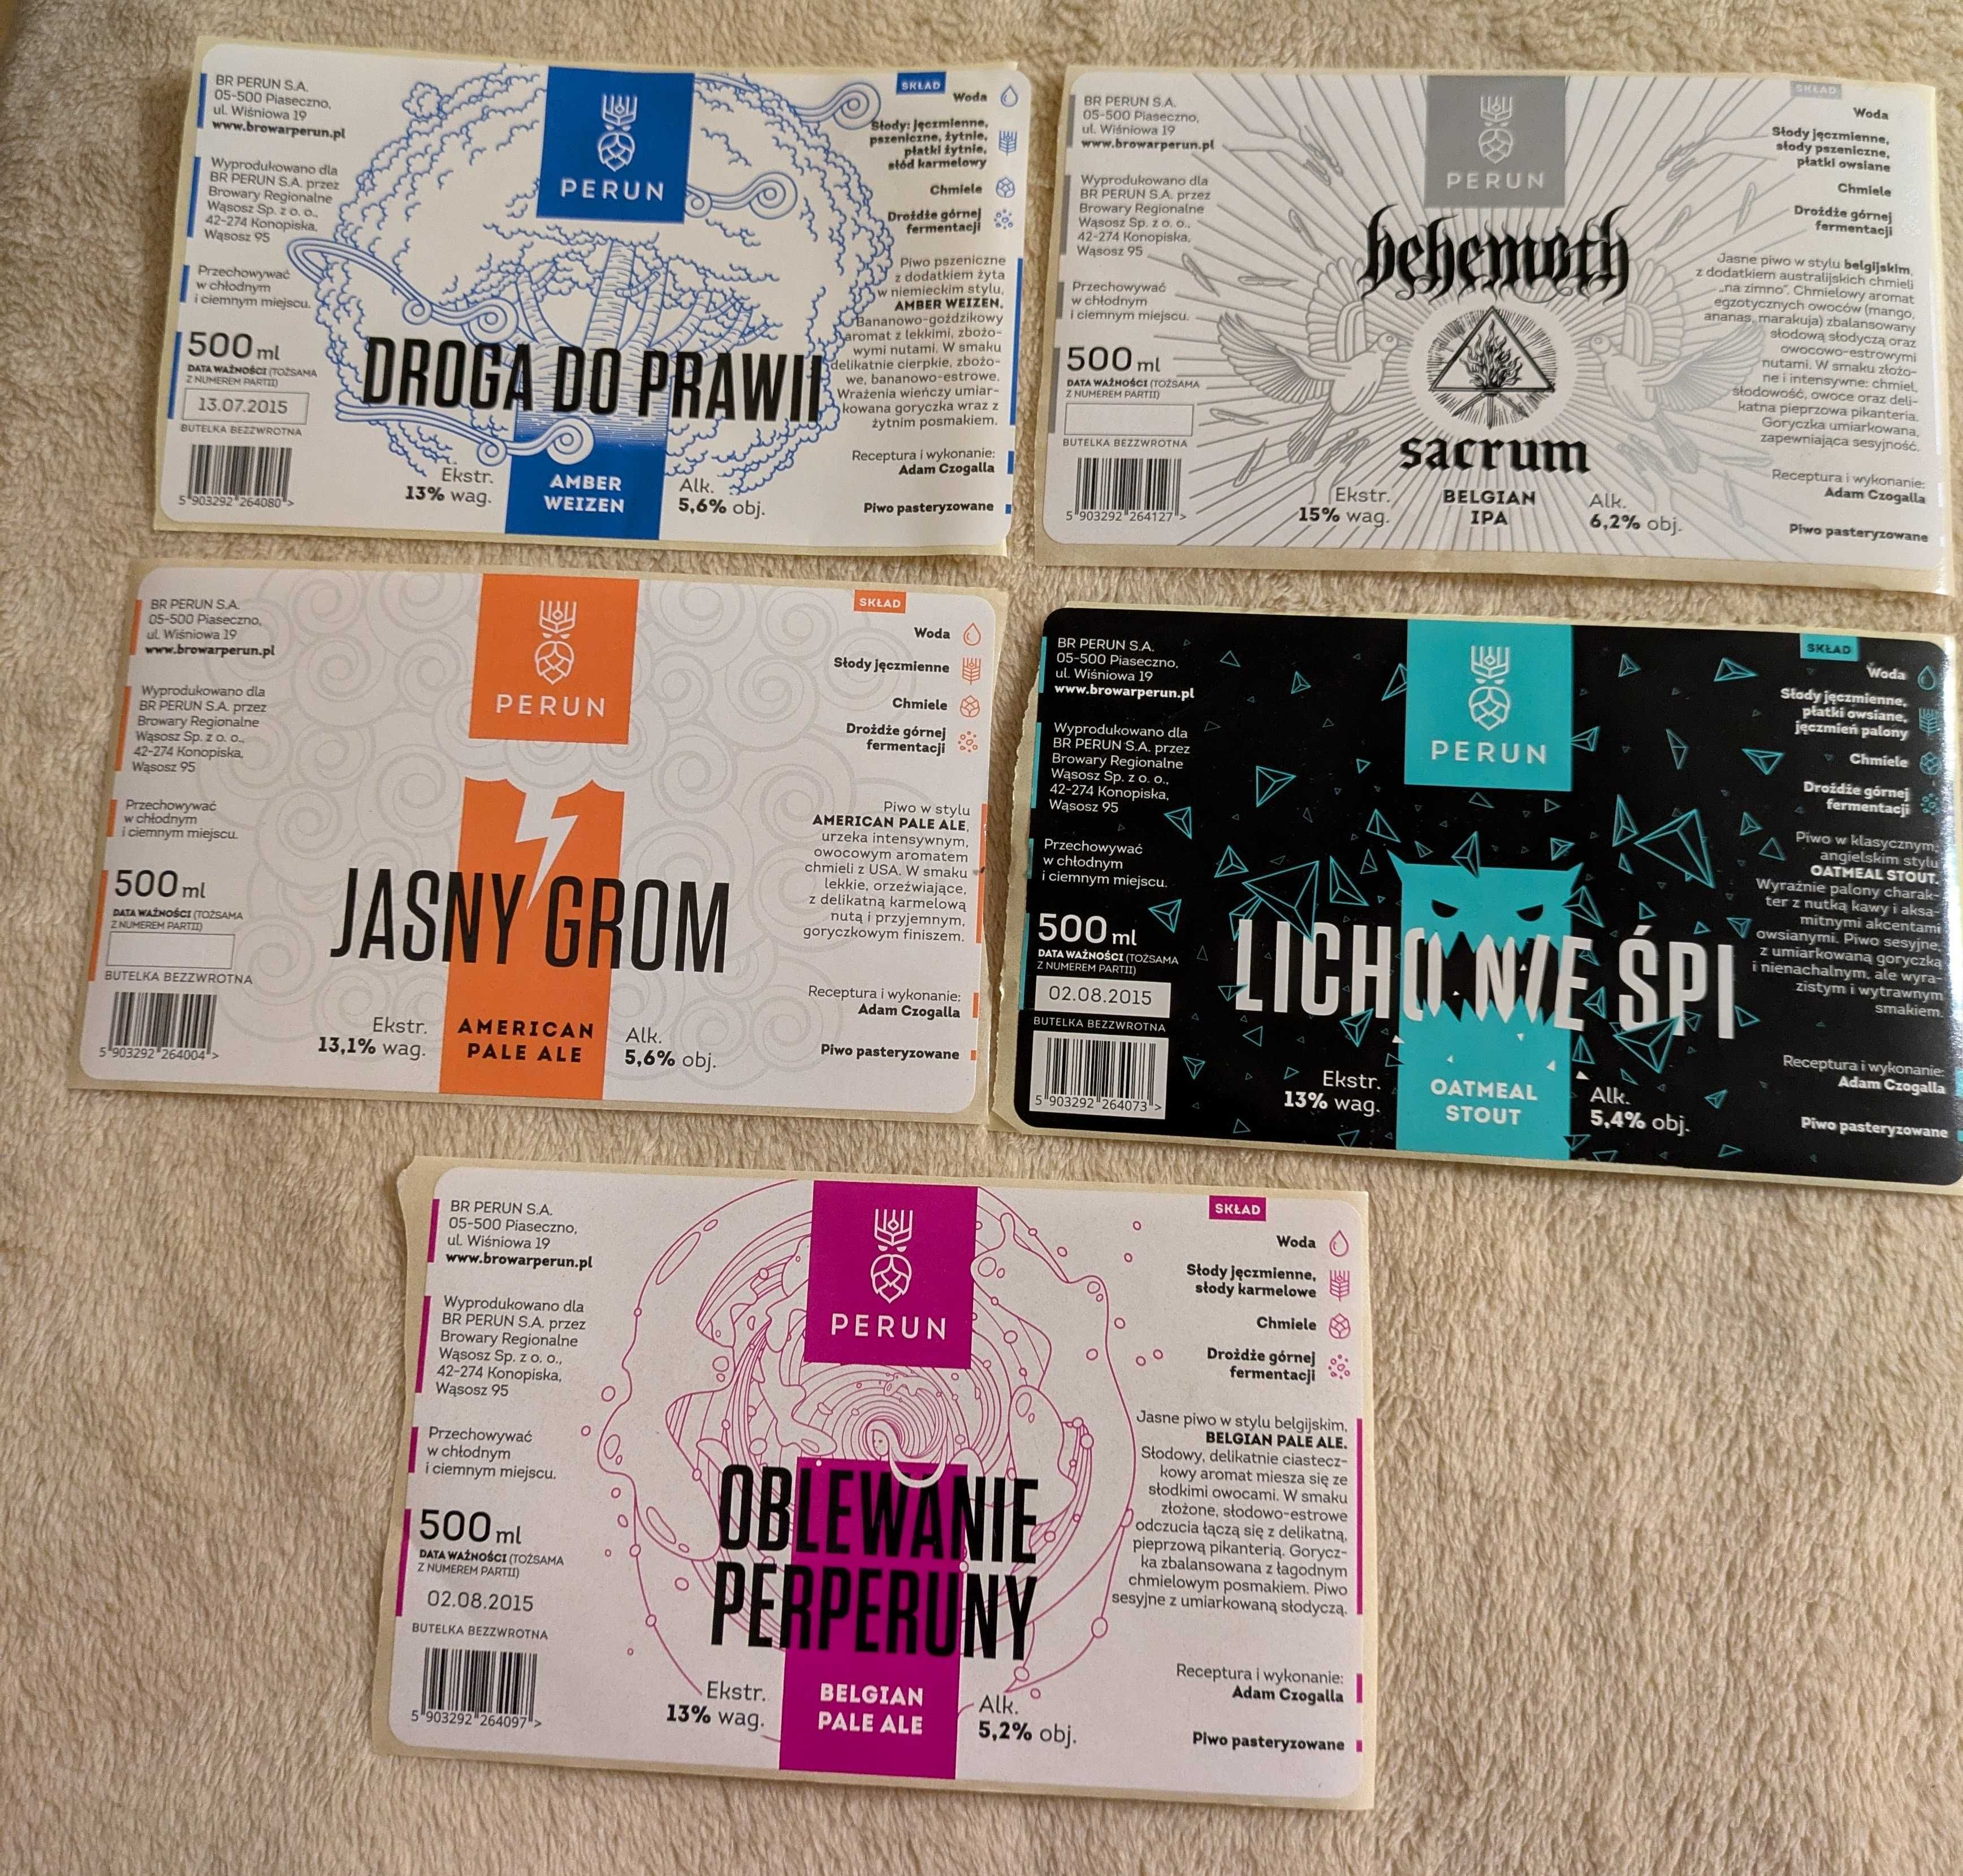 BR PERUN S.A.
05-500 Piaseczno,
ul. Wiśniowa 19
www.browarperun.pl
Wyprodukowano dla
BR PERUN S.A. przez
Browary Regionalne
Wąsosz Sp. z o. o.,
42-274 Konopiska,
Wąsosz 95
Przechowywać
w chłodnym
i ciemnym miejscu.
500 ml
DATA WAŻNOŚCI (TOŻSAMA
Z NUMEREM PARTII)
13.07.2015
BUTELKA BEZZWROTNA
5 903292 264080 >
PERUN
DROGA DO PRAWII
Ekstr.
13% wag.
AMBER
WEIZEN
Alk.
5,6% obj.
SKŁAD
Woda
Słody: jęczmienne,
pszeniczne, żytnie,
płatki żytnie,
słód karmelowy
Chmiele
Drożdże górnej
fermentacji
Piwo pszeniczne
z dodatkiem żyta
w niemieckim stylu,
AMBER WEIZEN.
Bananowo-goździkowy
aromat z lekkimi, zbożo-
wymi nutami. W smaku
delikatnie cierpkie, zbożo-
we, bananowo-estrowe.
Wrażenia wieńczy umiar-
kowana goryczka wraz z
żytnim posmakiem.
Receptura i wykonanie:
Adam Czogalla
Piwo pasteryzowane
BR PERUN S.A.
05-500 Piaseczno,
ul. Wiśniowa 19
www.browarperun.pl
Wyprodukowano dla
BR PERUN S.A. przez
Browary Regionalne
Wąsosz Sp. z o. o.,
42-274 Konopiska,
Wąsosz 95
Przechowywać
w chłodnym
i ciemnym miejscu.
500 ml
DATA WAŻNOŚCI (TOŻSAMA
Z NUMEREM PARTII)
BUTELKA BEZZWROTNA
5 903292 264127 >
PERUN
behemoth
sacrum
Ekstr.
15% wag.
BELGIAN
IPA
Alk.
6,2% obj.
SKŁAD
Woda
Słody jęczmienne,
słody pszeniczne,
płatki owsiane
Chmiele
Drożdże górnej
fermentacji
Jasne piwo w stylu belgijskim,
z dodatkiem australijskich chmieli
„na zimno". Chmielowy aromat
egzotycznych owoców (mango,
ananas, marakuja) zbalansowany
słodową słodyczą oraz
owocowo-estrowymi
nutami. W smaku złożo-
ne i intensywne: chmiel,
słodowość, owoce oraz deli-
katna pieprzowa pikanteria.
Goryczka umiarkowana,
zapewniająca sesyjność.
Receptura i wykonanie:
Adam Czogalla
Piwo pasteryzowane
BR PERUN S.A.
05-500 Piaseczno,
ul. Wiśniowa 19
www.browarperun.pl
Wyprodukowano dla
BR PERUN S.A. przez
Browary Regionalne
Wąsosz Sp. z o. o.,
42-274 Konopiska,
Wąsosz 95
Przechowywać
w chłodnym
i ciemnym miejscu.
500 ml
DATA WAŻNOŚCI (TOŻSAMA
Z NUMEREM PARTII)
BUTELKA BEZZWROTNA
5 903292 264004 >
PERUN
JASNY GROM
Ekstr.
13,1% wag.
AMERICAN
PALE ALE
Alk.
5,6% obj.
SKŁAD
Woda
Słody jęczmienne
Chmiele
Drożdże górnej
fermentacji
Piwo w stylu
AMERICAN PALE ALE,
urzeka intensywnym,
owocowym aromatem
chmieli z USA. W smaku
lekkie, orzeźwiające,
z delikatną karmelową
nutą i przyjemnym,
goryczkowym finiszem.
Receptura i wykonanie:
Adam Czogalla
Piwo pasteryzowane
BR PERUN S.A.
05-500 Piaseczno,
ul. Wiśniowa 19
www.browarperun.pl
Wyprodukowano dla
BR PERUN S.A. przez
Browary Regionalne
Wąsosz Sp. z o. o.,
42-274 Konopiska,
Wąsosz 95
Przechowywać
w chłodnym
i ciemnym miejscu.
500 ml
DATA WAŻNOŚCI (TOŻSAMA
Z NUMEREM PARTII)
02.08.2015
BUTELKA BEZZWROTNA
5 903292 264073 >
PERUN
LICHO NIE ŚPI
Ekstr.
13% wag.
OATMEAL
STOUT
Alk.
5,4% obj.
SKŁAD
Woda
Słody jęczmienne,
płatki owsiane,
jęczmień palony
Chmiele
Drożdże górnej
fermentacji
Piwo w klasycznym,
angielskim stylu
OATMEAL STOUT.
Wyraźnie palony charak-
ter z nutką kawy i aksa-
mitnymi akcentami
owsianymi. Piwo sesyjne,
z umiarkowaną goryczką
i nienachalnym, ale wyra-
zistym i wytrawnym
smakiem.
Receptura i wykonanie:
Adam Czogalla
Piwo pasteryzowane
BR PERUN S.A.
05-500 Piaseczno,
ul. Wiśniowa 19
www.browarperun.pl
Wyprodukowano dla
BR PERUN S.A. przez
Browary Regionalne
Wąsosz Sp. z o. o.,
42-274 Konopiska,
Wąsosz 95
Przechowywać
w chłodnym
i ciemnym miejscu.
500 ml
DATA WAŻNOŚCI (TOŻSAMA
Z NUMEREM PARTII)
02.08.2015
BUTELKA BEZZWROTNA
5 903292 264097 >
PERUN
OBLEWANIE
PERPERUNY
Ekstr.
13% wag.
BELGIAN
PALE ALE
Alk.
5,2% obj.
SKŁAD
Woda
Słody jęczmienne,
słody karmelowe
Chmiele
Drożdże górnej
fermentacji
Jasne piwo w stylu belgijskim,
BELGIAN PALE ALE.
Słodowy, delikatnie ciastecz-
kowy aromat miesza się ze
słodkimi owocami. W smaku
złożone, słodowo-estrowe
odczucia łączą się z delikatną,
pieprzową pikanterią. Gorycz-
ka zbalansowana z łagodnym
chmielowym posmakiem. Piwo
sesyjne z umiarkowaną słodyczą.
Receptura i wykonanie:
Adam Czogalla
Piwo pasteryzowane